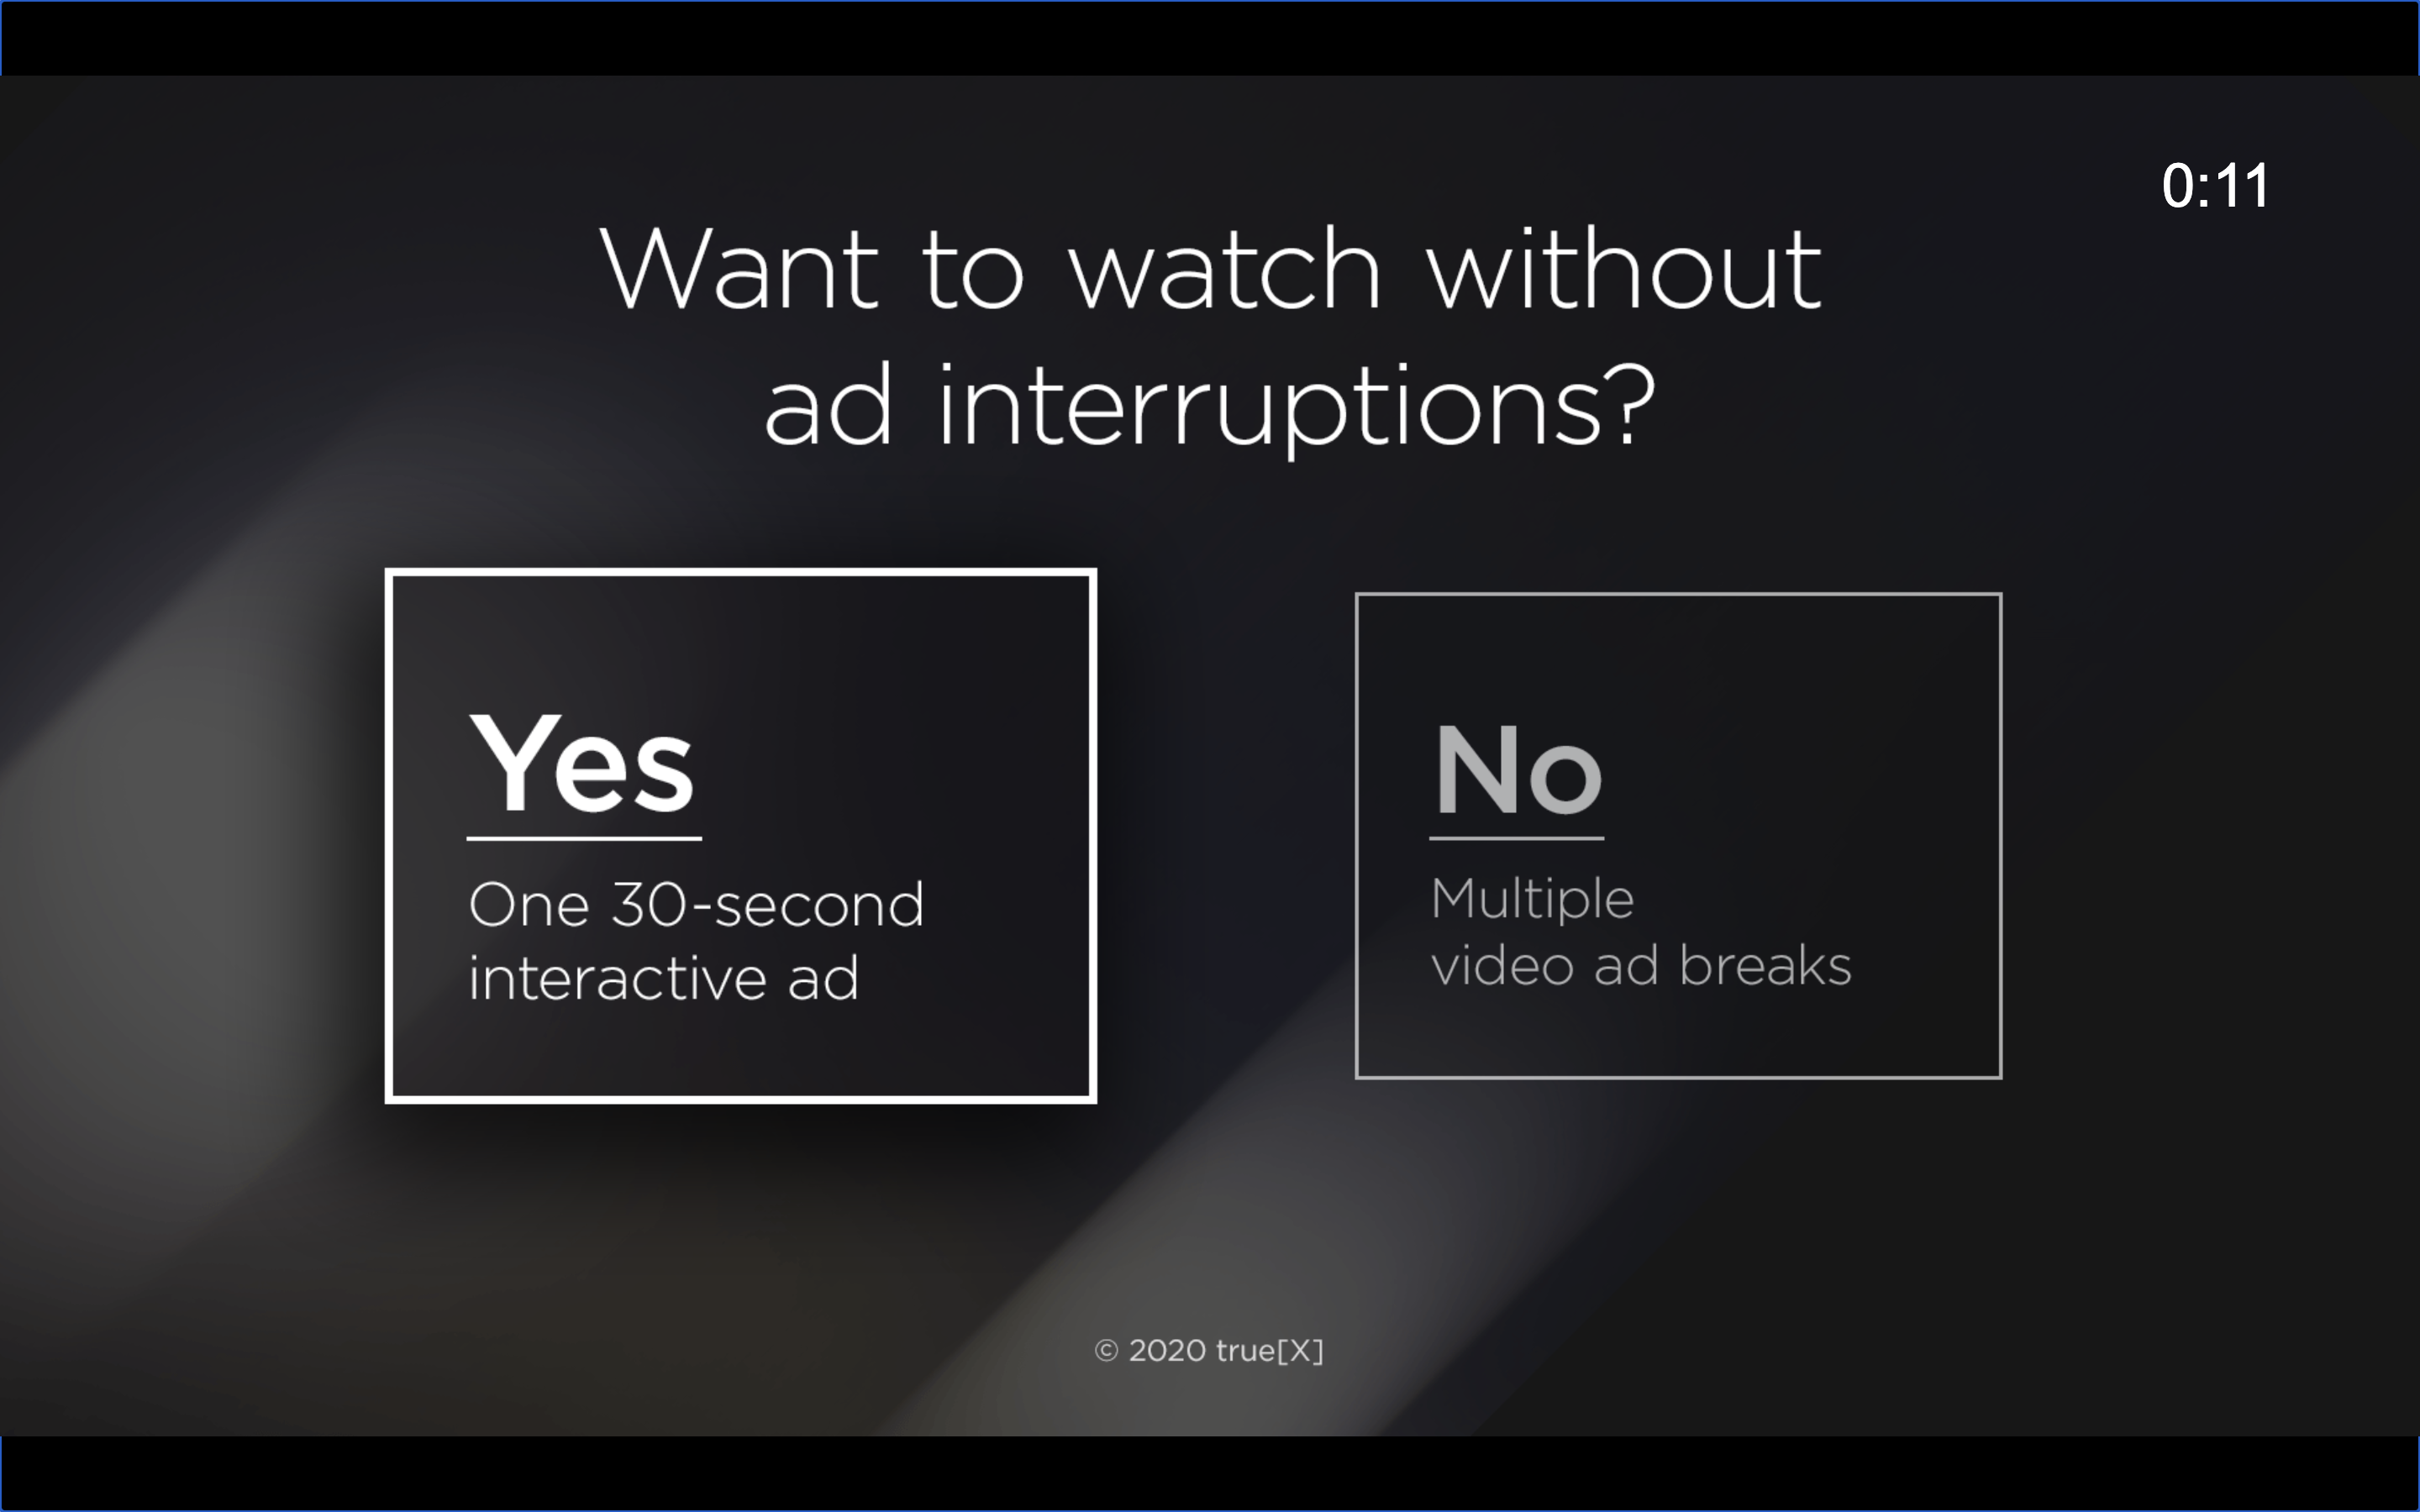 0:11
Want to watch without
ad interruptions?
Yes
One 30-second
interactive ad
No
Multiple
video ad breaks
© 2020 true[X]